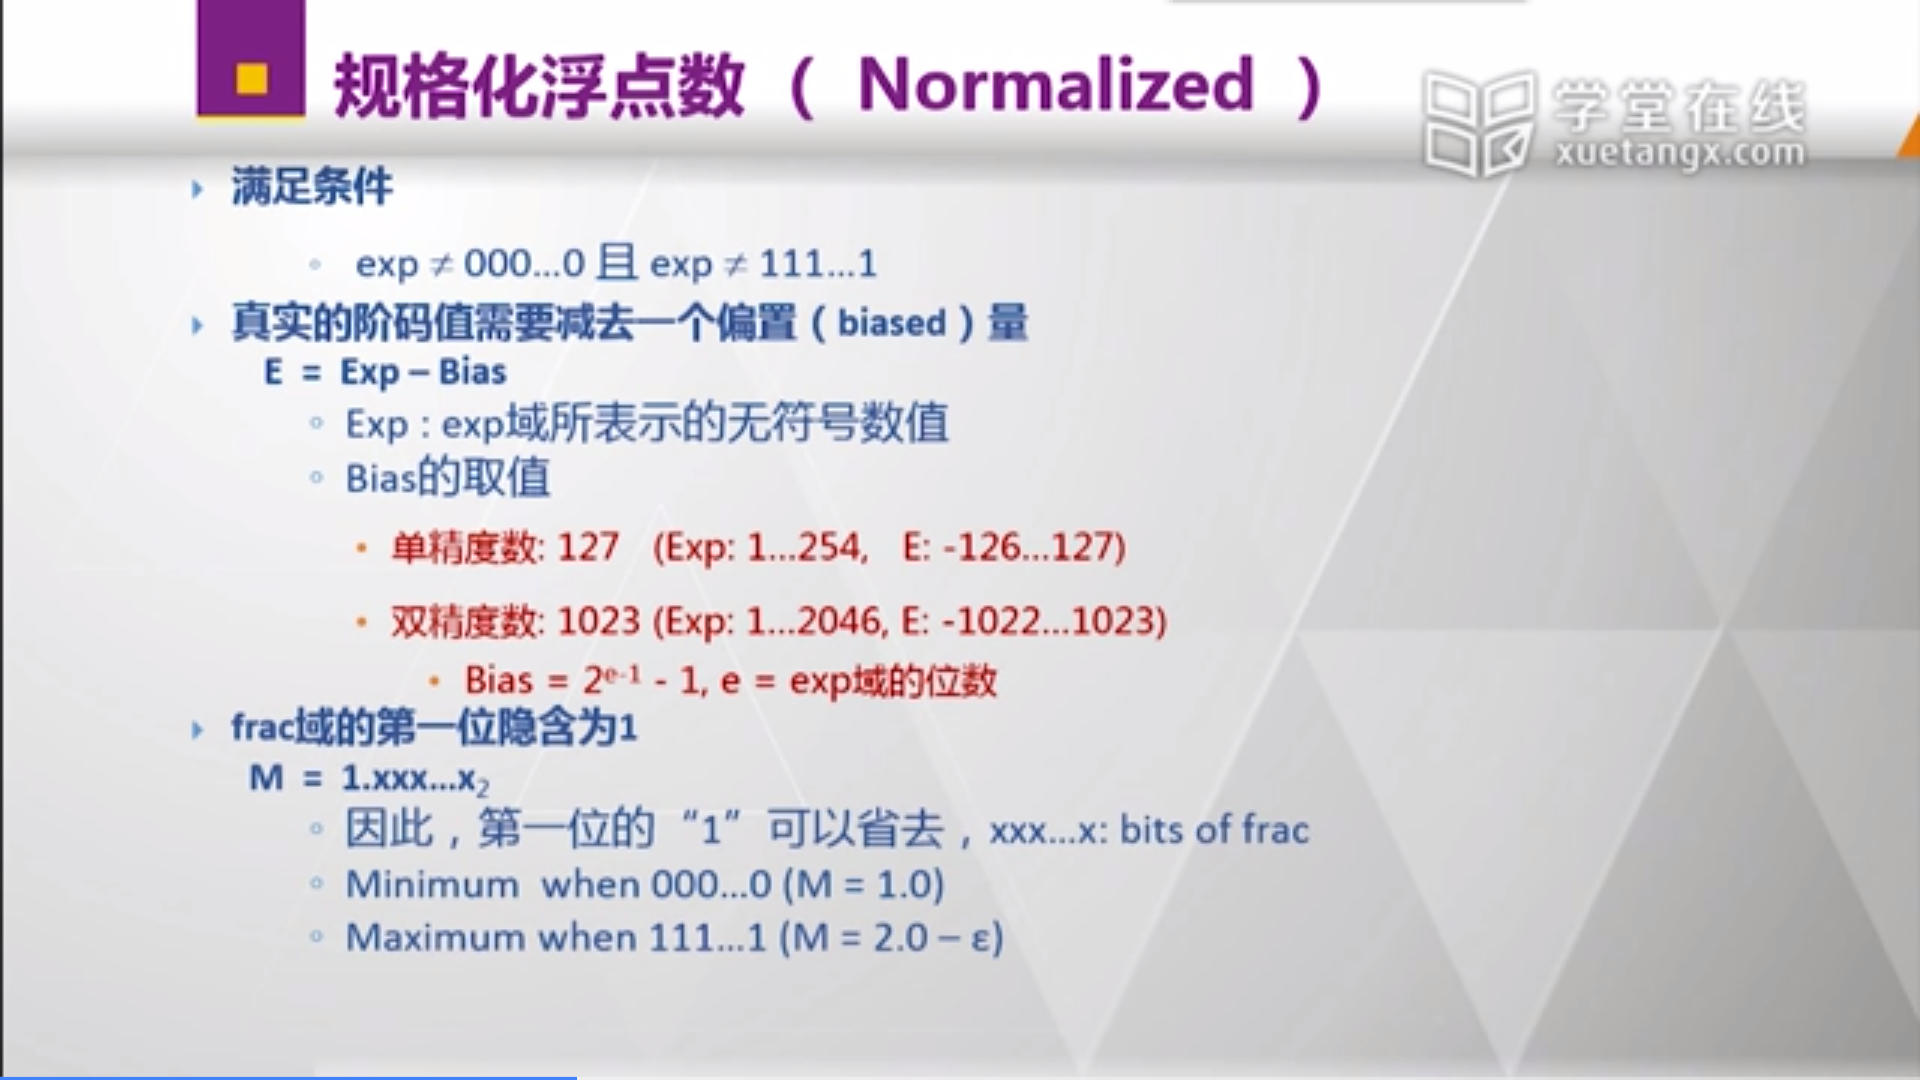 规格化浮点数 ( Normalized )
学堂在线
xuetangx.com
满足条件
exp ≠ 000...0 且 exp ≠ 111...1
真实的阶码值需要减去一个偏置(biased)量
E = Exp – Bias
Exp : exp域所表示的无符号数值
Bias的取值
单精度数: 127 (Exp: 1...254, E: -126...127)
双精度数: 1023 (Exp: 1...2046, E: -1022...1023)
Bias = 2ᵉ⁻¹ - 1, e = exp域的位数
frac域的第一位隐含为1
M = 1.xxx...x₂
因此，第一位的“1”可以省去，xxx...x: bits of frac
Minimum when 000...0 (M = 1.0)
Maximum when 111...1 (M = 2.0 – ε)